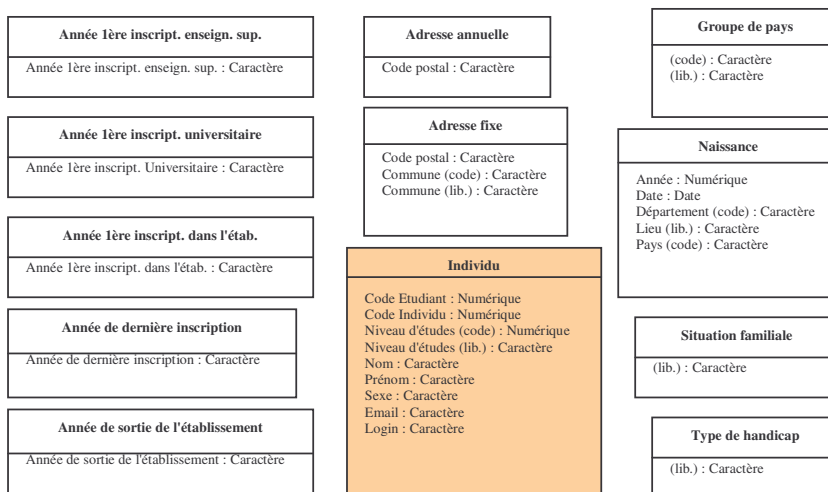 Année 1ère inscript. enseign. sup.
Année 1ère inscript. enseign. sup. : Caractère
Année 1ère inscript. universitaire
Année 1ère inscript. Universitaire : Caractère
Année 1ère inscript. dans l'étab.
Année 1ère inscript. dans l'étab. : Caractère
Année de dernière inscription
Année de dernière inscription : Caractère
Année de sortie de l'établissement
Année de sortie de l'établissement : Caractère
Adresse annuelle
Code postal : Caractère
Adresse fixe
Code postal : Caractère
Commune (code) : Caractère
Commune (lib.) : Caractère
Individu
Code Etudiant : Numérique
Code Individu : Numérique
Niveau d'études (code) : Numérique
Niveau d'études (lib.) : Caractère
Nom : Caractère
Prénom : Caractère
Sexe : Caractère
Email : Caractère
Login : Caractère
Groupe de pays
(code) : Caractère
(lib.) : Caractère
Naissance
Année : Numérique
Date : Date
Département (code) : Caractère
Lieu (lib.) : Caractère
Pays (code) : Caractère
Situation familiale
(lib.) : Caractère
Type de handicap
(lib.) : Caractère